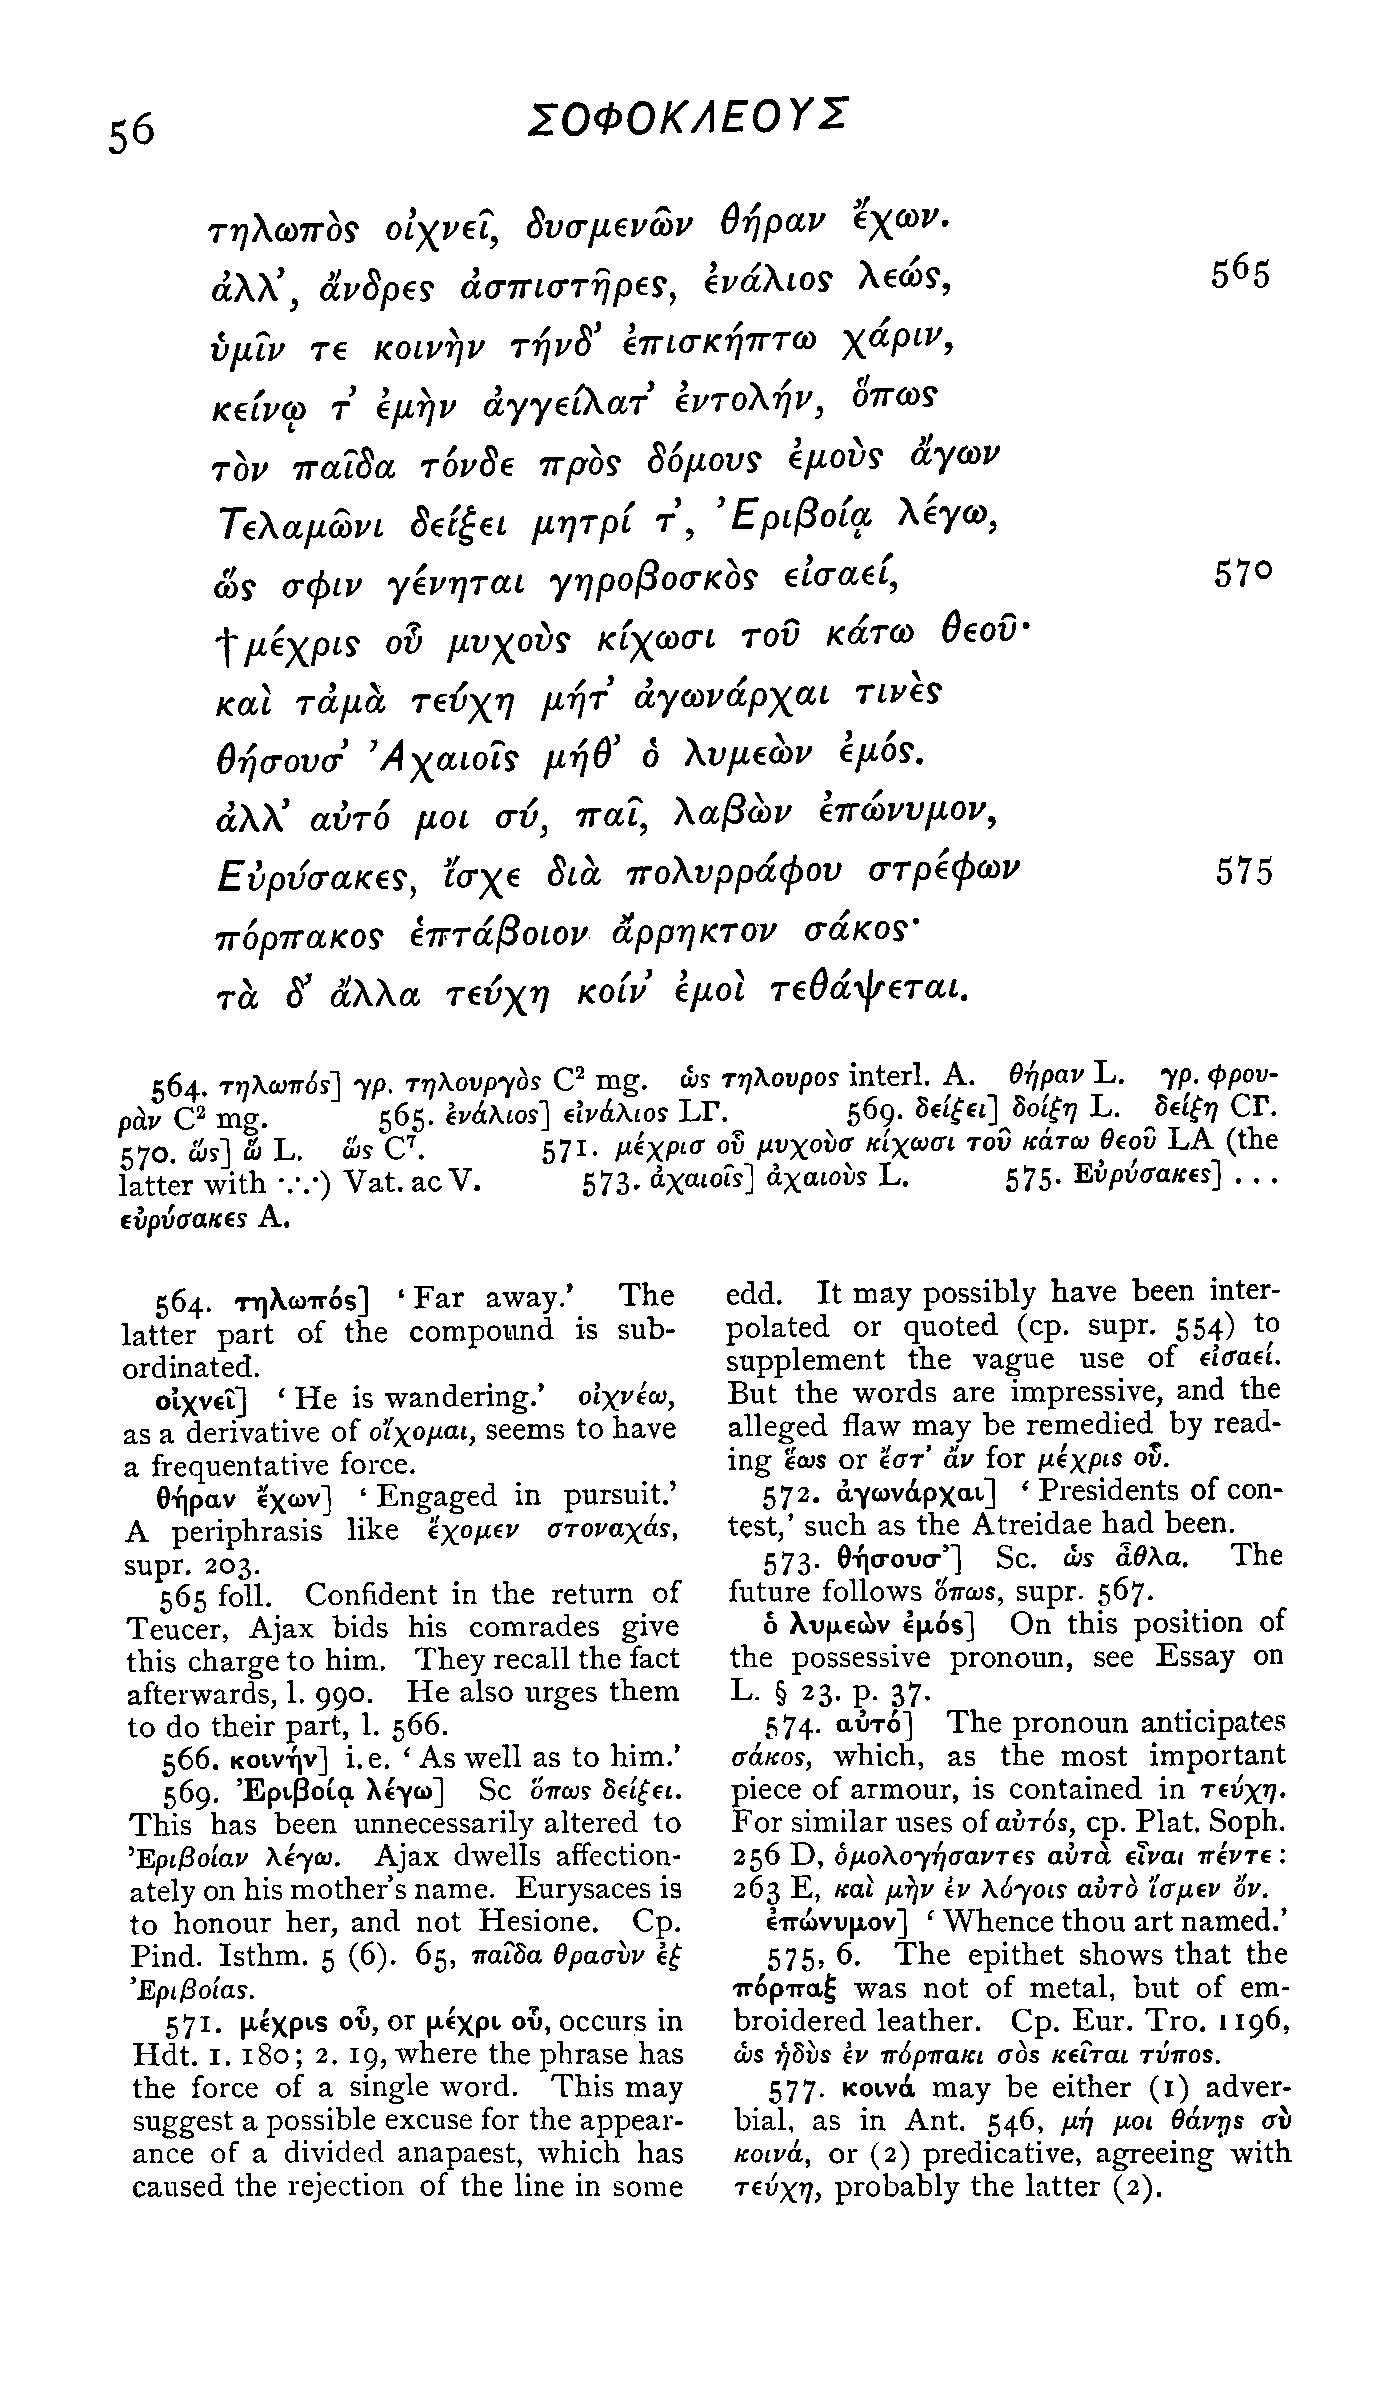 56
ΣΟΦΟΚΛΕΟΥΣ
τηλωπὸς οἰχνεῖ, δυσμενῶν θήραν ἔχων.
ἀλλ’, ἄνδρες ἀσπιστῆρες, ἐνάλιος λεώς, 565
ὑμῖν τε κοινὴν τήνδ’ ἐπισκήπτω χάριν,
κείνῳ τ’ ἐμὴν ἀγγείλατ’ ἐντολήν, ὅπως
τὸν παῖδα τόνδε πρὸς δόμους ἐμοὺς ἄγων
Τελαμῶνι δείξει μητρί τ’, Ἐριβοίᾳ λέγω,
ὥς σφιν γένηται γηροβοσκὸς εἰσαεί, 570
†μέχρις οὗ μυχοὺς κίχωσι τοῦ κάτω θεοῦ·
καὶ τἀμὰ τεύχη μήτ’ ἀγωνάρχαι τινὲς
θήσουσ’ Ἀχαιοῖς μήθ’ ὁ λυμεὼν ἐμός.
ἀλλ’ αὐτό μοι σύ, παῖ, λαβὼν ἐπώνυμον,
Εὐρύσακες, ἴσχε διὰ πολυρράφου στρέφων 575
πόρπακος ἑπτάβοιον ἄρρηκτον σάκος·
τὰ δ’ ἄλλα τεύχη κοίν’ ἐμοὶ τεθάψεται.
564. τηλωπός] γρ. τηλουργὸς C² mg. ὡς τηλουρος interl. A. θήραν L. γρ. φρου-
ρὰν C² mg. 565. ἐνάλιος] εἰνάλιος LΓ. 569. δείξει] δοίξη L. δείξη CΓ.
570. ὥς] ὥ L. ὥς C⁷. 571. μέχρισ οὗ μυχοὺσ κίχωσι τοῦ κάτω θεοῦ LA (the
latter with ·.·.·) Vat. ac V. 573. ἀχαιοῖς] ἀχαιοὺς L. 575. Εὐρύσακες] . . .
εὐρύσακες A.
564. τηλωπός] ‘Far away.’ The
latter part of the compound is sub-
ordinated.
οἰχνεῖ] ‘He is wandering.’ οἰχνέω,
as a derivative of οἴχομαι, seems to have
a frequentative force.
θήραν ἔχων] ‘Engaged in pursuit.’
A periphrasis like ἔχομεν στοναχάς,
supr. 203.
565 foll. Confident in the return of
Teucer, Ajax bids his comrades give
this charge to him. They recall the fact
afterwards, l. 990. He also urges them
to do their part, l. 566.
566. κοινήν] i.e. ‘As well as to him.’
569. Ἐριβοίᾳ λέγω] Sc ὅπως δείξει.
This has been unnecessarily altered to
Ἐριβοίαν λέγω. Ajax dwells affection-
ately on his mother’s name. Eurysaces is
to honour her, and not Hesione. Cp.
Pind. Isthm. 5 (6). 65, παῖδα θρασὺν ἐξ
Ἐριβοίας.
571. μέχρις οὗ, or μέχρι οὗ, occurs in
Hdt. 1. 180; 2. 19, where the phrase has
the force of a single word. This may
suggest a possible excuse for the appear-
ance of a divided anapaest, which has
caused the rejection of the line in some
edd. It may possibly have been inter-
polated or quoted (cp. supr. 554) to
supplement the vague use of εἰσαεί.
But the words are impressive, and the
alleged flaw may be remedied by read-
ing ἕως or ἔστ’ ἄν for μέχρις οὗ.
572. ἀγωνάρχαι] ‘Presidents of con-
test,’ such as the Atreidae had been.
573. θήσουσ’] Sc. ὡς ἆθλα. The
future follows ὅπως, supr. 567.
ὁ λυμεὼν ἐμός] On this position of
the possessive pronoun, see Essay on
L. § 23. p. 37.
574. αὐτό] The pronoun anticipates
σάκος, which, as the most important
piece of armour, is contained in τεύχη.
For similar uses of αὐτός, cp. Plat. Soph.
256 D, ὁμολογήσαντες αὐτὰ εἶναι πέντε :
263 E, καὶ μὴν ἐν λόγοις αὐτὸ ἴσμεν ὄν.
ἐπώνυμον] ‘Whence thou art named.’
575, 6. The epithet shows that the
πόρπαξ was not of metal, but of em-
broidered leather. Cp. Eur. Tro. 1196,
ὡς ἡδὺς ἐν πόρπακι σὸς κεῖται τύπος.
577. κοινά may be either (1) adver-
bial, as in Ant. 546, μή μοι θάνῃς σὺ
κοινά, or (2) predicative, agreeing with
τεύχη, probably the latter (2).